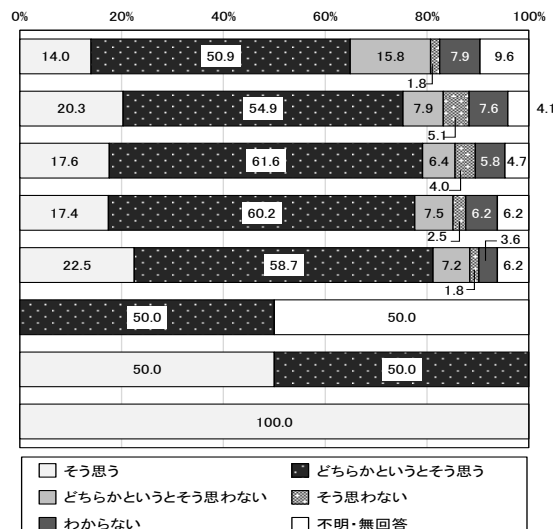 0% 20% 40% 60% 80% 100%
14.0 50.9 15.8 7.9 9.6
1.8
20.3 54.9 7.9 7.6 4.1
5.1
17.6 61.6 6.4 5.8 4.7
4.0
17.4 60.2 7.5 6.2 6.2
2.5 3.6
22.5 58.7 7.2 6.2
1.8
50.0 50.0
50.0 50.0
100.0
そう思う どちらかというとそう思う
どちらかというとそう思わない そう思わない
わからない 不明・無回答